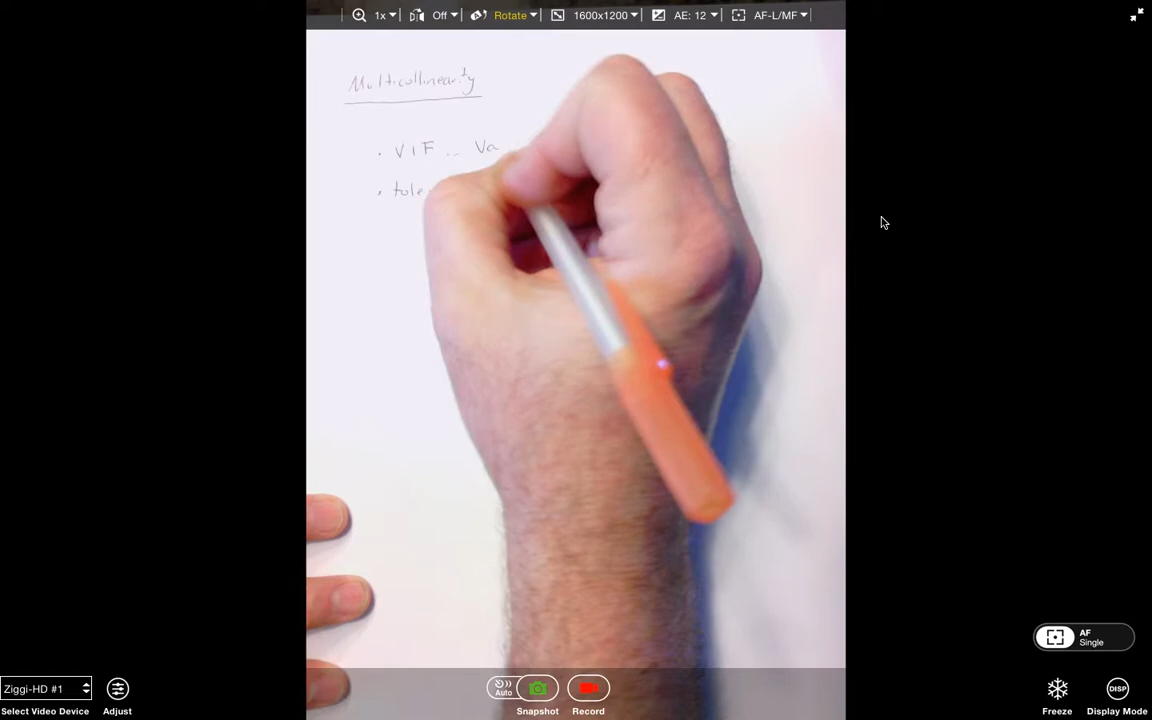 1x Off Rotate 1600x1200 AE: 12 AF-L/MF
Multicollinearity
· VIF .. Va
· tole
AF
Single
Ziggi-HD #1
Auto
Select Video Device Adjust Snapshot Record Freeze Display Mode
DISP